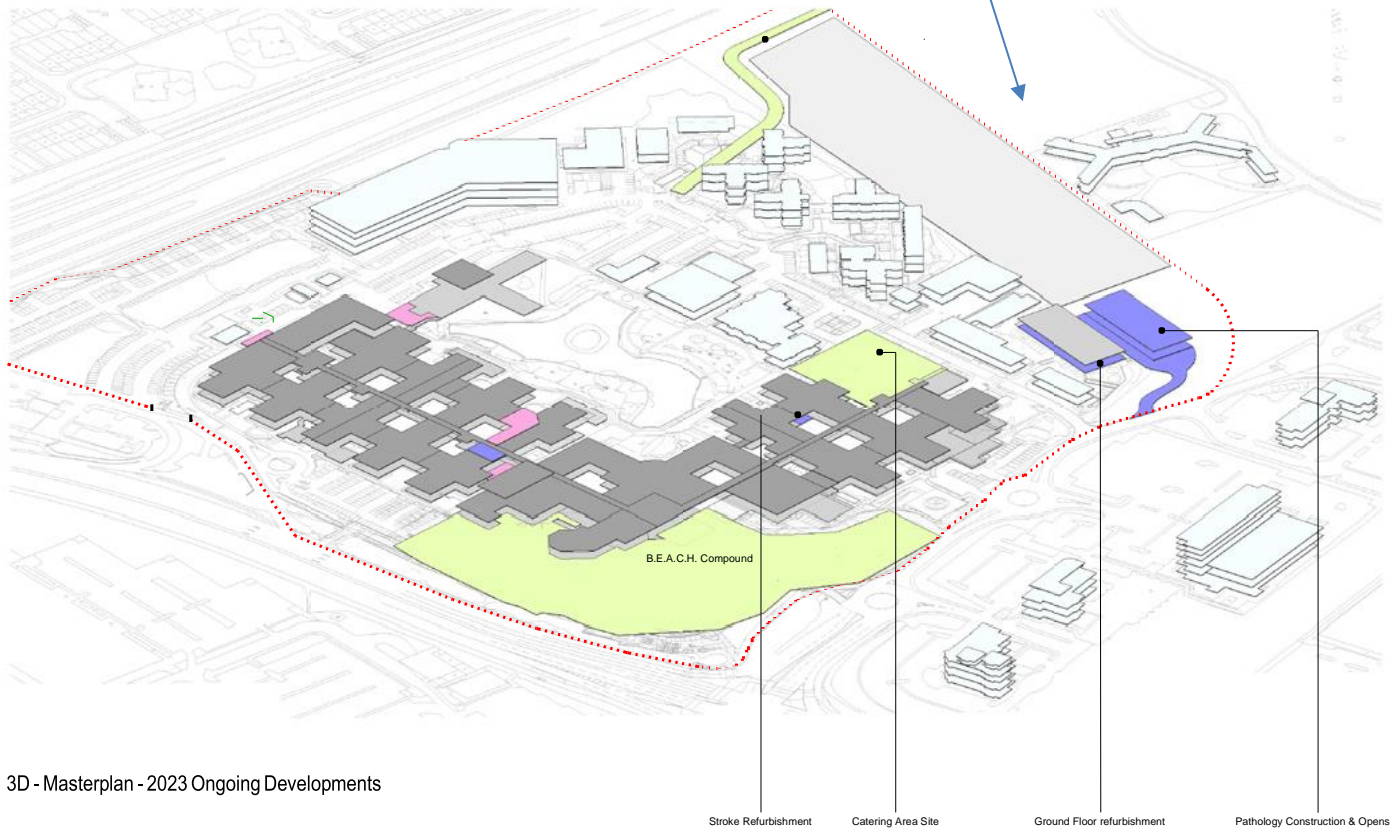 B.E.A.C.H. Compound
3D - Masterplan - 2023 Ongoing Developments
Stroke Refurbishment
Catering Area Site
Ground Floor refurbishment
Pathology Construction & Opens